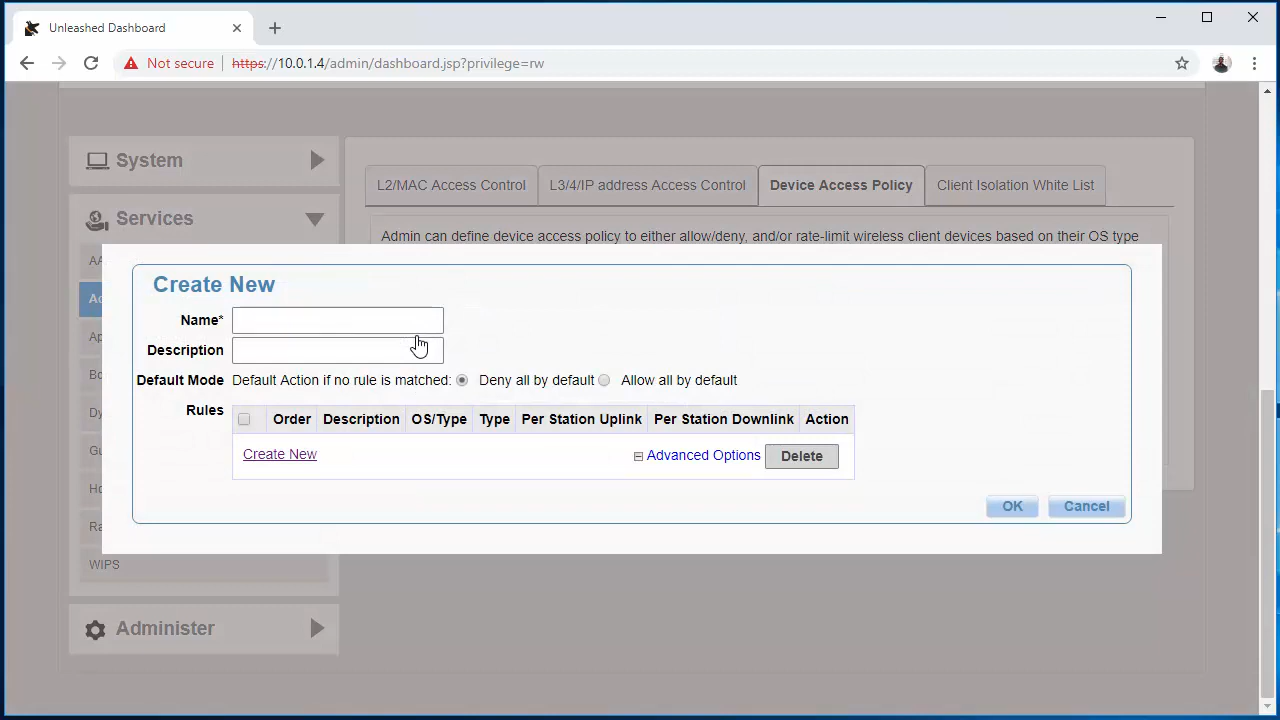 Unleashed Dashboard
Not secure
https://10.0.1.4/admin/dashboard.jsp?privilege=rw
System
Services
L2/MAC Access Control
L3/4/IP address Access Control
Device Access Policy
Client Isolation White List
Admin can define device access policy to either allow/deny, and/or rate-limit wireless client devices based on their OS type
Create New
Name*
Description
Default Mode Default Action if no rule is matched: Deny all by default Allow all by default
Rules
Order Description OS/Type Type Per Station Uplink Per Station Downlink Action
Create New Advanced Options Delete
OK Cancel
WIPS
Administer